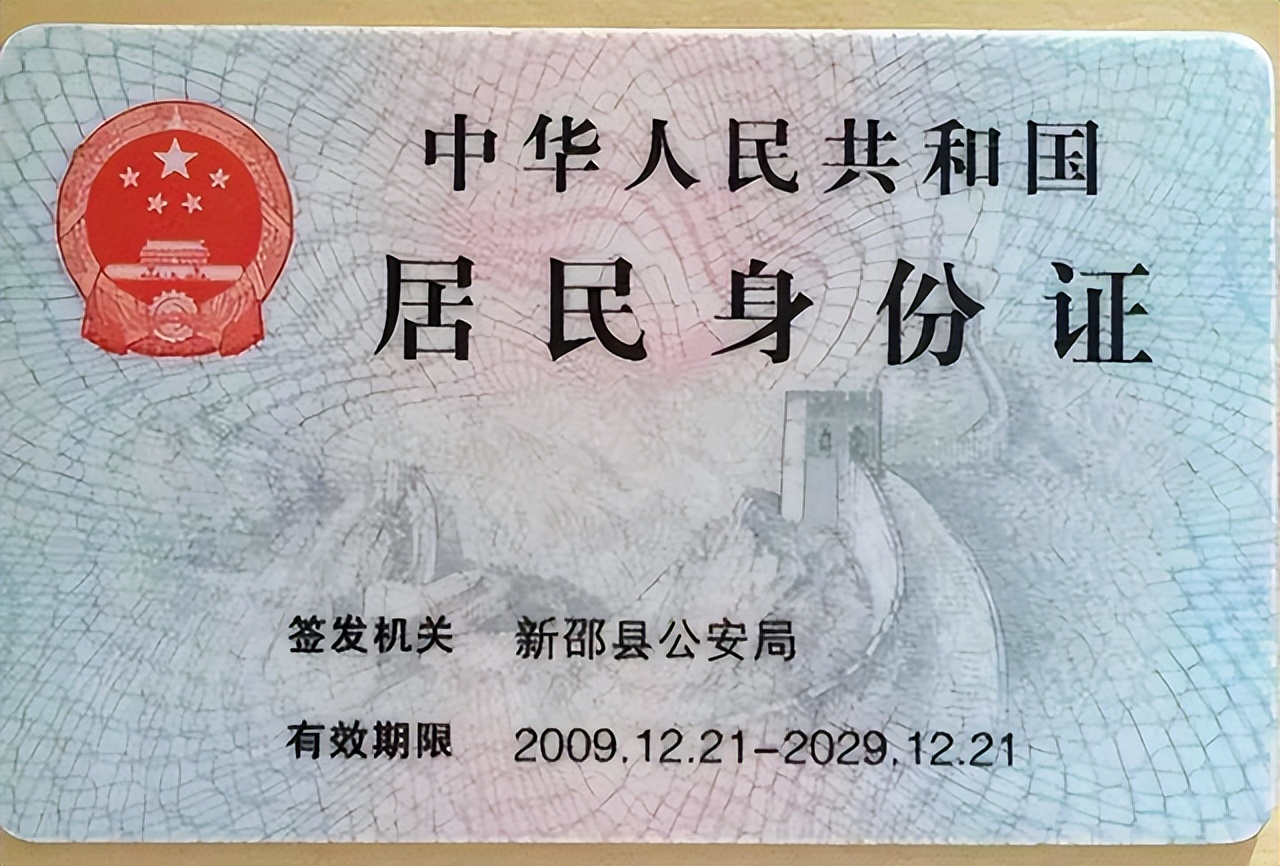 中华人民共和国
居民身份证
签发机关 新邵县公安局
有效期限 2009.12.21-2029.12.21